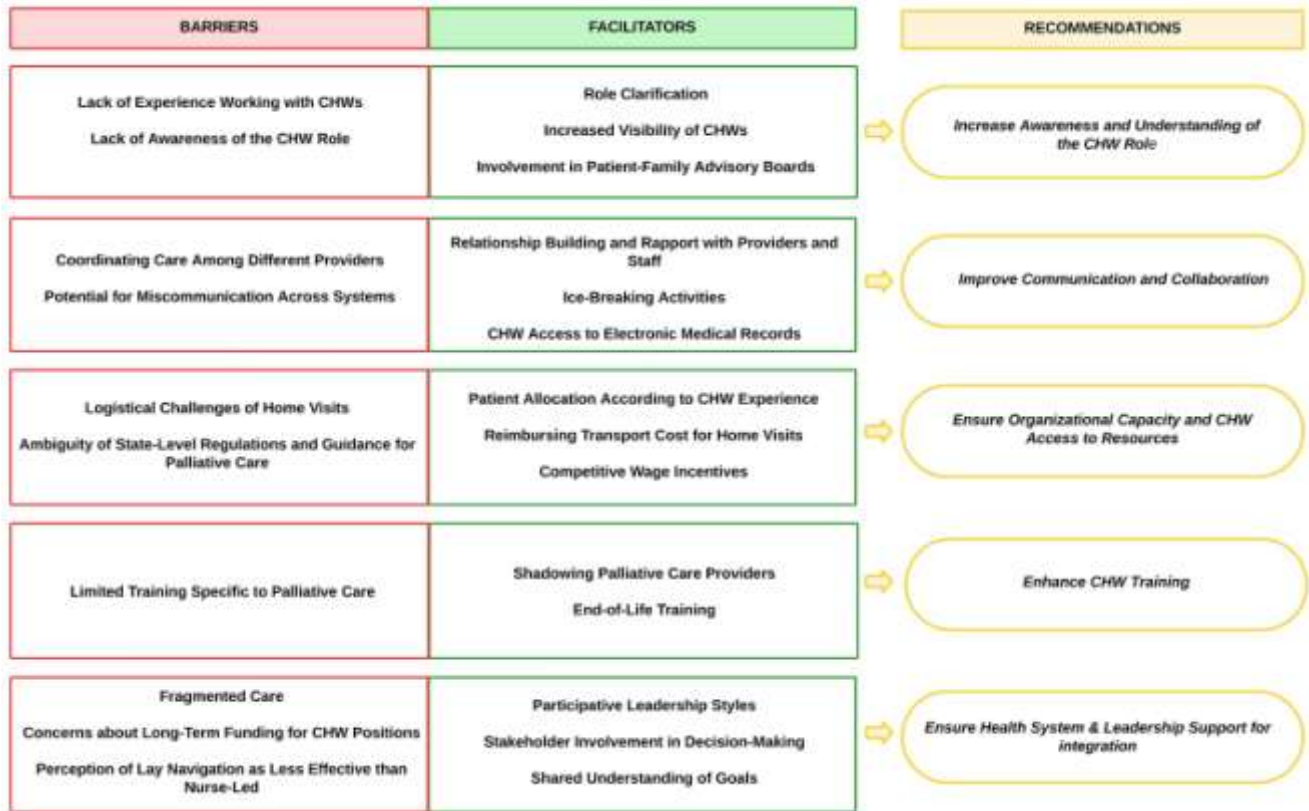 BARRIERS
FACILITATORS
RECOMMENDATIONS
Lack of Experience Working with CHWs
Lack of Awareness of the CHW Role
Role Clarification
Increased Visibility of CHWs
Involvement in Patient-Family Advisory Boards
Increase Awareness and Understanding of
the CHW Role
Coordinating Care Among Different Providers
Potential for Miscommunication Across Systems
Relationship Building and Rapport with Providers and
Staff
Ice-Breaking Activities
CHW Access to Electronic Medical Records
Improve Communication and Collaboration
Logistical Challenges of Home Visits
Ambiguity of State-Level Regulations and Guidance for
Palliative Care
Patient Allocation According to CHW Experience
Reimbursing Transport Cost for Home Visits
Competitive Wage Incentives
Ensure Organizational Capacity and CHW
Access to Resources
Limited Training Specific to Palliative Care
Shadowing Palliative Care Providers
End-of-Life Training
Enhance CHW Training
Fragmented Care
Concerns about Long-Term Funding for CHW Positions
Perception of Lay Navigation as Less Effective than
Nurse-Led
Participative Leadership Styles
Stakeholder Involvement in Decision-Making
Shared Understanding of Goals
Ensure Health System & Leadership Support for
integration